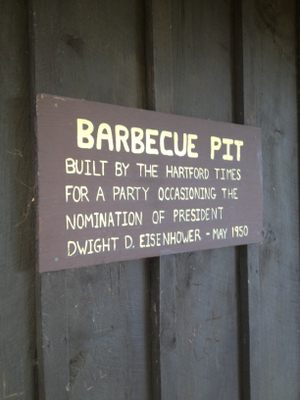 BARBECUE PIT
BUILT BY THE HARTFORD TIMES
FOR A PARTY OCCASIONING THE
NOMINATION OF PRESIDENT
DWIGHT D. EISENHOWER - MAY 1950